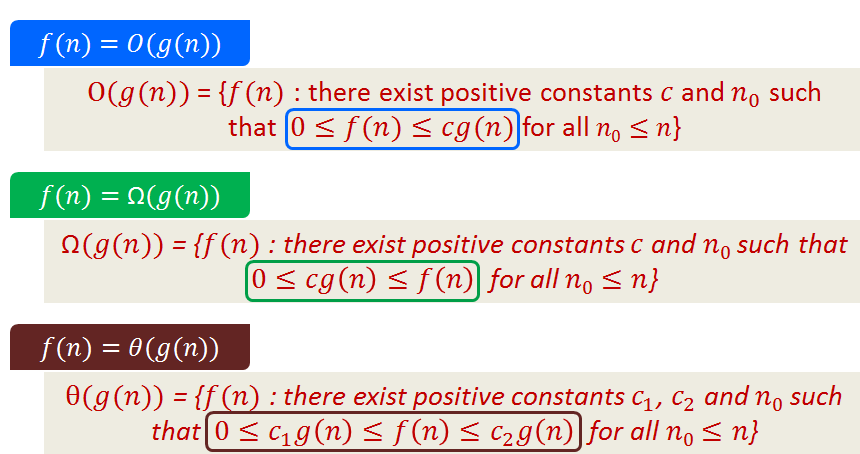 f(n) = O(g(n))
O(g(n)) = {f(n) : there exist positive constants c and n₀ such
that 0 ≤ f(n) ≤ cg(n) for all n₀ ≤ n}
f(n) = Ω(g(n))
Ω(g(n)) = {f(n) : there exist positive constants c and n₀ such that
0 ≤ cg(n) ≤ f(n) for all n₀ ≤ n}
f(n) = θ(g(n))
θ(g(n)) = {f(n) : there exist positive constants c₁, c₂ and n₀ such
that 0 ≤ c₁g(n) ≤ f(n) ≤ c₂g(n) for all n₀ ≤ n}